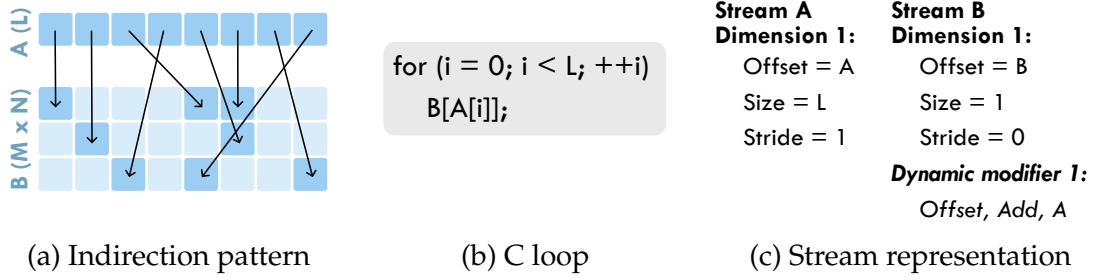 A (L)
B (M x N)
(a) Indirection pattern
for (i = 0; i < L; ++i)
B[A[i]];
(b) C loop
Stream A
Dimension 1:
Offset = A
Size = L
Stride = 1
Stream B
Dimension 1:
Offset = B
Size = 1
Stride = 0
Dynamic modifier 1:
Offset, Add, A
(c) Stream representation